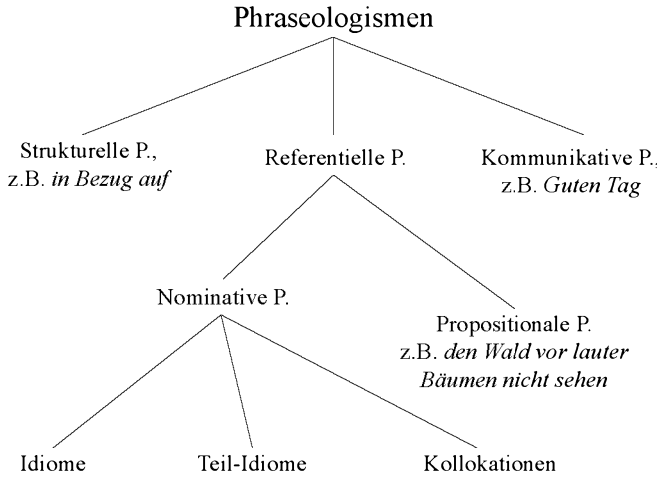 Phraseologismen
Strukturelle P.,
z.B. in Bezug auf
Referentielle P.
Kommunikative P.,
z.B. Guten Tag
Nominative P.
Propositionale P.
z.B. den Wald vor lauter
Bäumen nicht sehen
Idiome
Teil-Idiome
Kollokationen